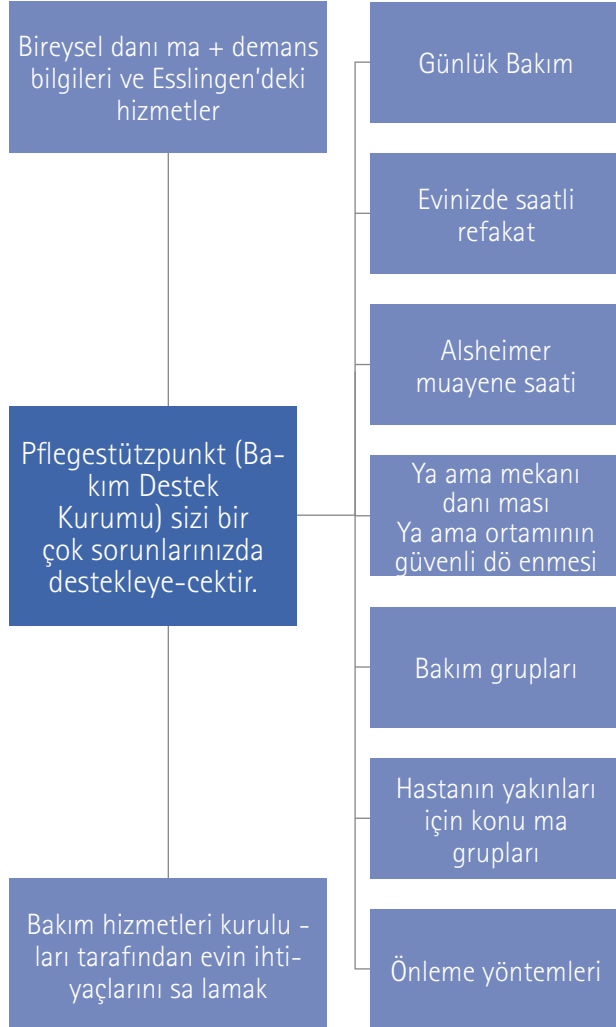 Bireysel danı ma + demans
bilgileri ve Esslingen’deki
hizmetler
Pflegestützpunkt (Ba-
kım Destek
Kurumu) sizi bir
çok sorunlarınızda
destekleye-cektir.
Bakım hizmetleri kurulu -
ları tarafından evin ihti-
yaçlarını sa lamak
Günlük Bakım
Evinizde saatli
refakat
Alsheimer
muayene saati
Ya ama mekanı
danı ması
Ya ama ortamının
güvenli dö enmesi
Bakım grupları
Hastanın yakınları
için konu ma
grupları
Önleme yöntemleri